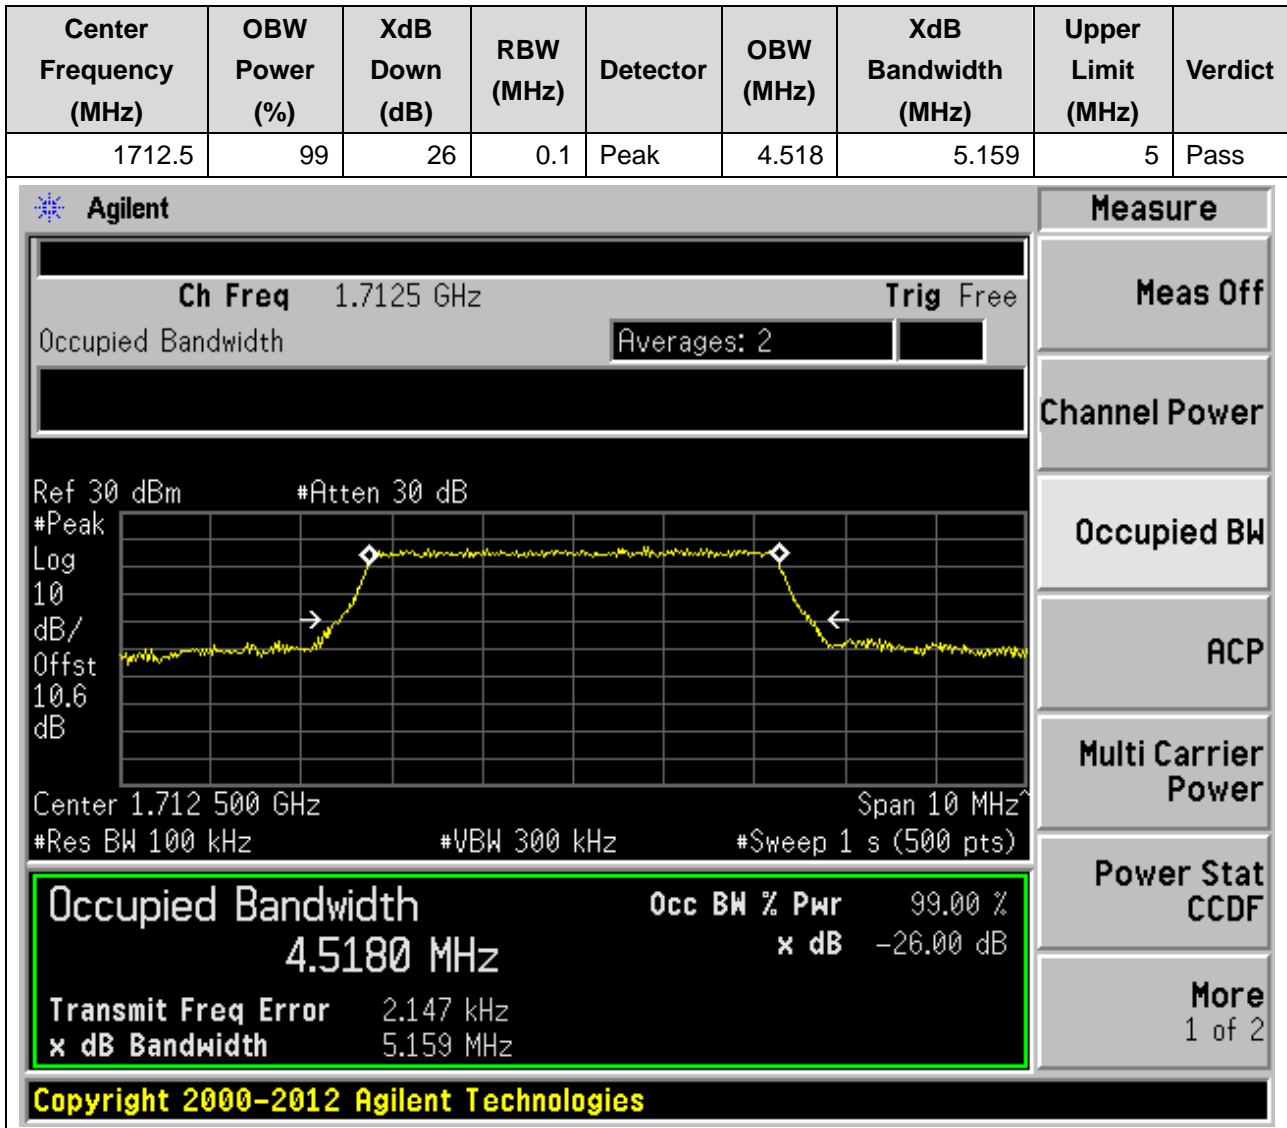 Center Frequency (MHz) OBW Power (%) XdB Down (dB) RBW (MHz) Detector OBW (MHz) XdB Bandwidth (MHz) Upper Limit (MHz) Verdict
1712.5 99 26 0.1 Peak 4.518 5.159 5 Pass
Agilent
Measure
Ch Freq 1.7125 GHz Trig Free
Meas Off
Occupied Bandwidth Averages: 2
Channel Power
Ref 30 dBm #Atten 30 dB
#Peak
Log
10
dB/
Offst
10.6
dB
Occupied BW
ACP
Multi Carrier
Power
Center 1.712 500 GHz Span 10 MHz^
#Res BW 100 kHz #VBW 300 kHz #Sweep 1 s (500 pts)
Power Stat
CCDF
Occupied Bandwidth Occ BW % Pwr 99.00 %
4.5180 MHz x dB -26.00 dB
Transmit Freq Error 2.147 kHz
x dB Bandwidth 5.159 MHz
More
1 of 2
Copyright 2000-2012 Agilent Technologies